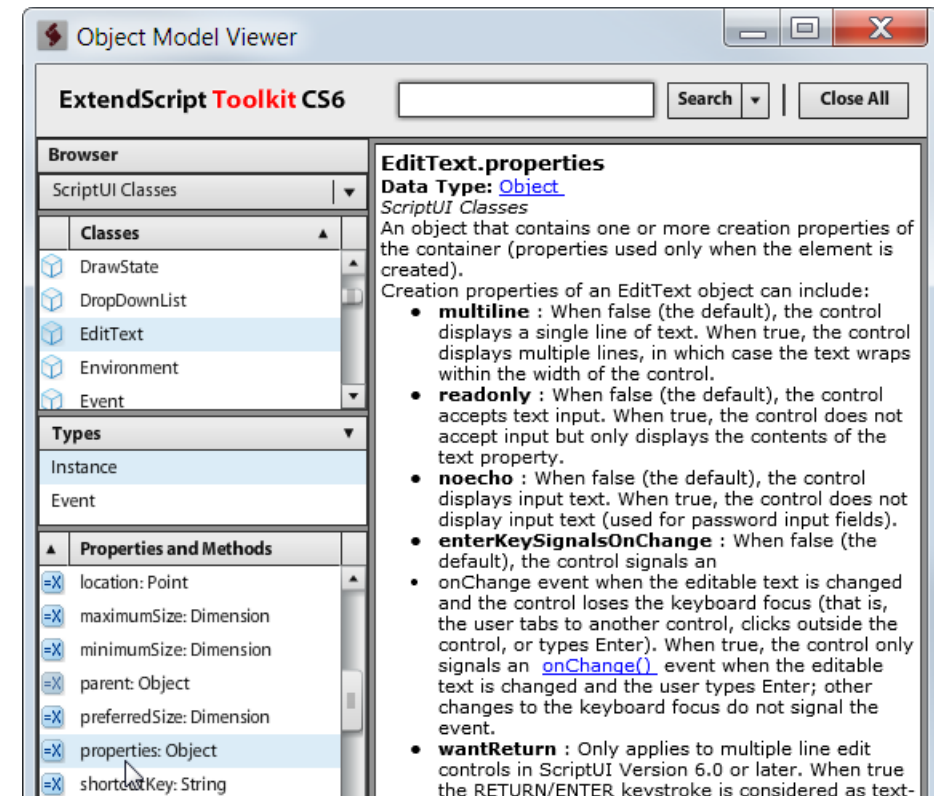 Object Model Viewer
ExtendScript Toolkit CS6
Search
Close All
Browser
ScriptUI Classes
Classes
DrawState
DropDownList
EditText
Environment
Event
Types
Instance
Event
Properties and Methods
=X location: Point
=X maximumSize: Dimension
=X minimumSize: Dimension
=X parent: Object
=X preferredSize: Dimension
=X properties: Object
=X shortcutKey: String
EditText.properties
Data Type: Object
ScriptUI Classes
An object that contains one or more creation properties of
the container (properties used only when the element is
created).
Creation properties of an EditText object can include:
• multiline : When false (the default), the control
displays a single line of text. When true, the control
displays multiple lines, in which case the text wraps
within the width of the control.
• readonly : When false (the default), the control
accepts text input. When true, the control does not
accept input but only displays the contents of the
text property.
• noecho : When false (the default), the control
displays input text. When true, the control does not
display input text (used for password input fields).
• enterKeySignalsOnChange : When false (the
default), the control signals an
• onChange event when the editable text is changed
and the control loses the keyboard focus (that is,
the user tabs to another control, clicks outside the
control, or types Enter). When true, the control only
signals an onChange() event when the editable
text is changed and the user types Enter; other
changes to the keyboard focus do not signal the
event.
• wantReturn : Only applies to multiple line edit
controls in ScriptUI Version 6.0 or later. When true
the RETURN/ENTER keystroke is considered as text-